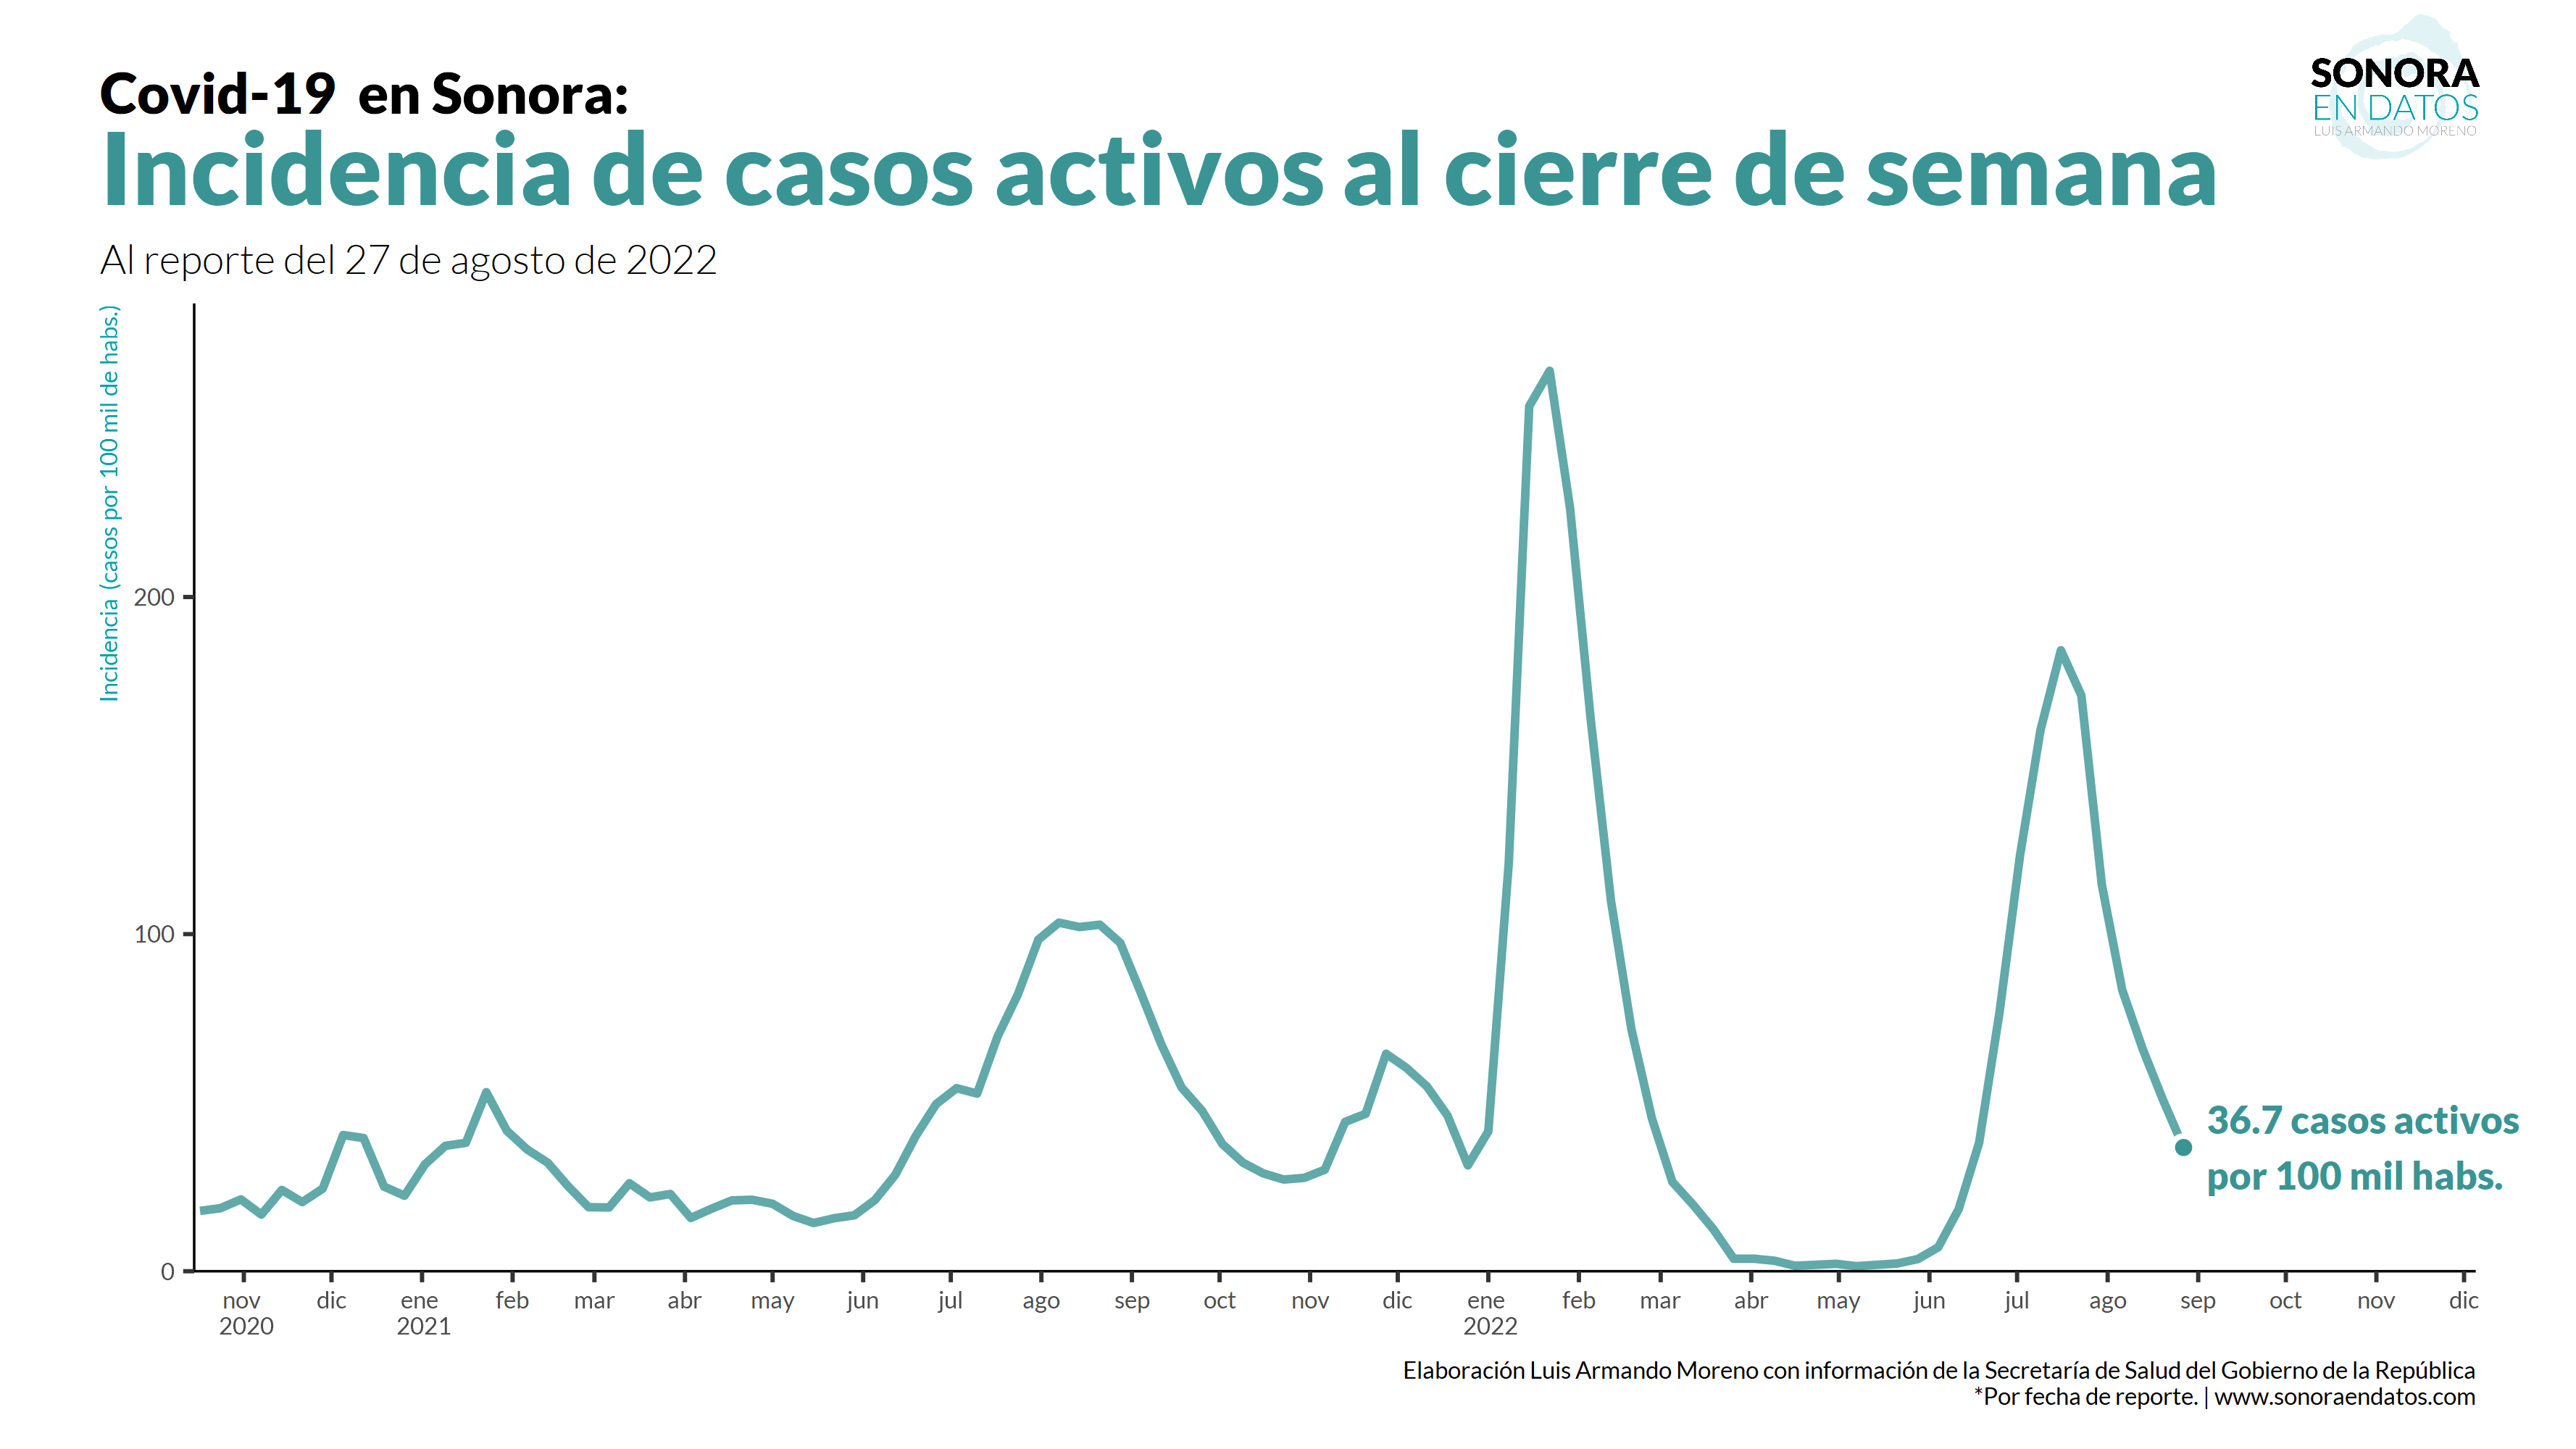 Covid-19 en Sonora:
Incidencia de casos activos al cierre de semana
Al reporte del 27 de agosto de 2022
SONORA
EN DATOS
LUIS ARMANDO MORENO
Incidencia (casos por 100 mil de habs.)
200
100
0
36.7 casos activos
por 100 mil habs.
nov dic ene feb mar abr may jun jul ago sep oct nov dic ene feb mar abr may jun jul ago sep oct nov dic
2020 2021 2022
Elaboración Luis Armando Moreno con información de la Secretaría de Salud del Gobierno de la República
*Por fecha de reporte. | www.sonoraendatos.com